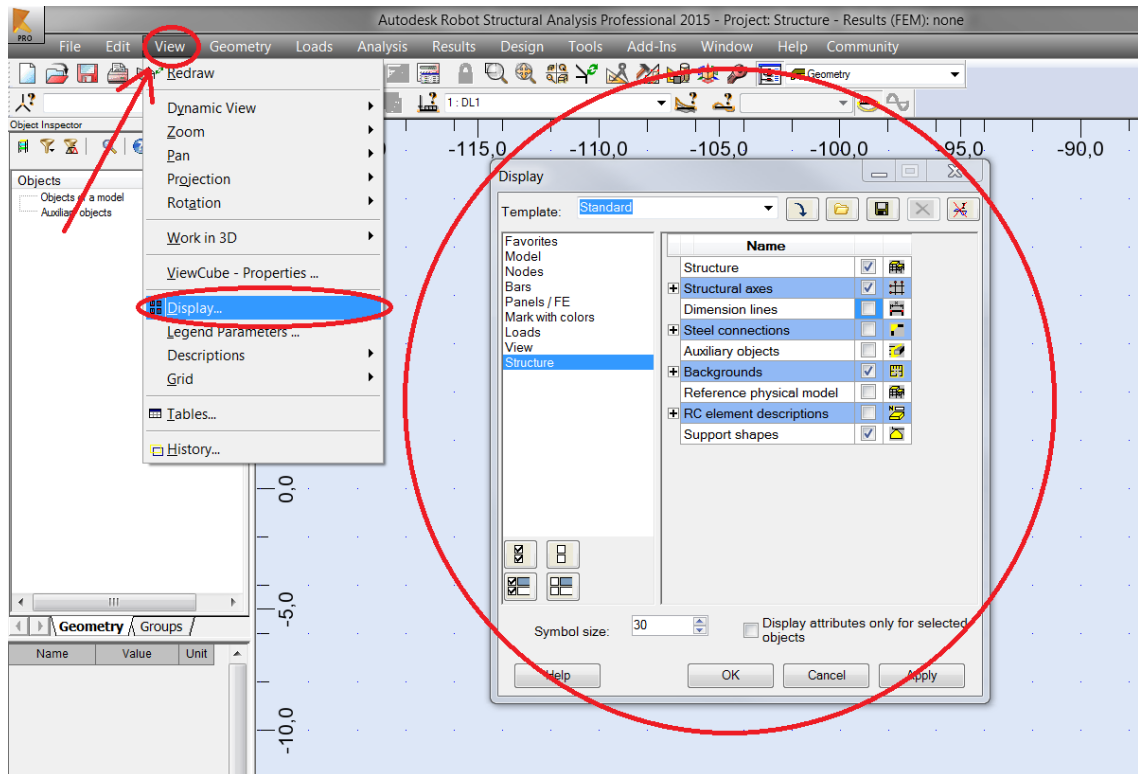 Autodesk Robot Structural Analysis Professional 2015 - Project: Structure - Results (FEM): none
PRO
File Edit View Geometry Loads Analysis Results Design Tools Add-Ins Window Help Community
Geometry
1 : DL1
Object Inspector
Objects
Objects of a model
Auxiliary objects
Redraw
Dynamic View
Zoom
Pan
Projection
Rotation
Work in 3D
ViewCube - Properties ...
Display...
Legend Parameters ...
Descriptions
Grid
Tables...
History...
-115,0 -110,0 -105,0 -100,0 -95,0 -90,0
0,0
-5,0
-10,0
Display
Template: Standard
Favorites
Model
Nodes
Bars
Panels / FE
Mark with colors
Loads
View
Structure
Name
Structure
Structural axes
Dimension lines
Steel connections
Auxiliary objects
Backgrounds
Reference physical model
RC element descriptions
Support shapes
Symbol size: 30
Display attributes only for selected
objects
Help OK Cancel Apply
Geometry Groups
Name Value Unit